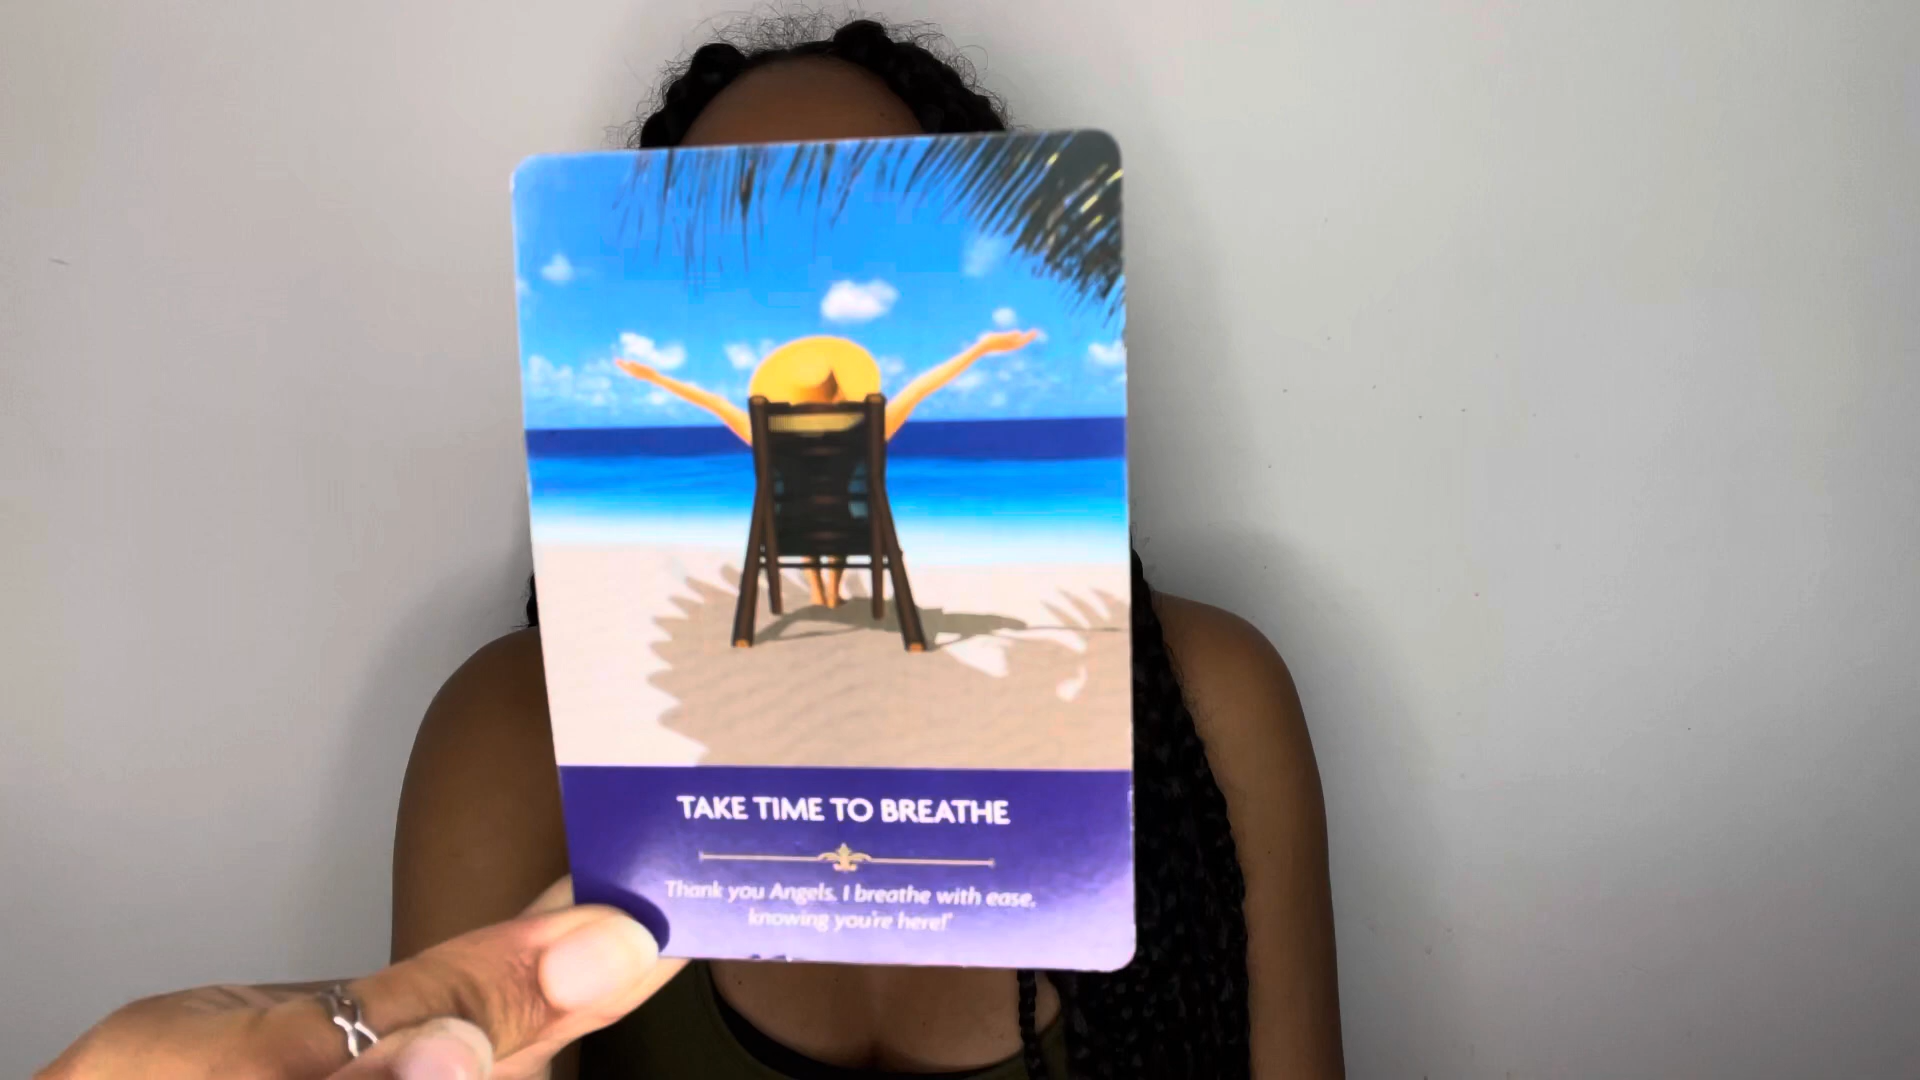 TAKE TIME TO BREATHE
Thank you Angels. I breathe with ease,
knowing you're here!"